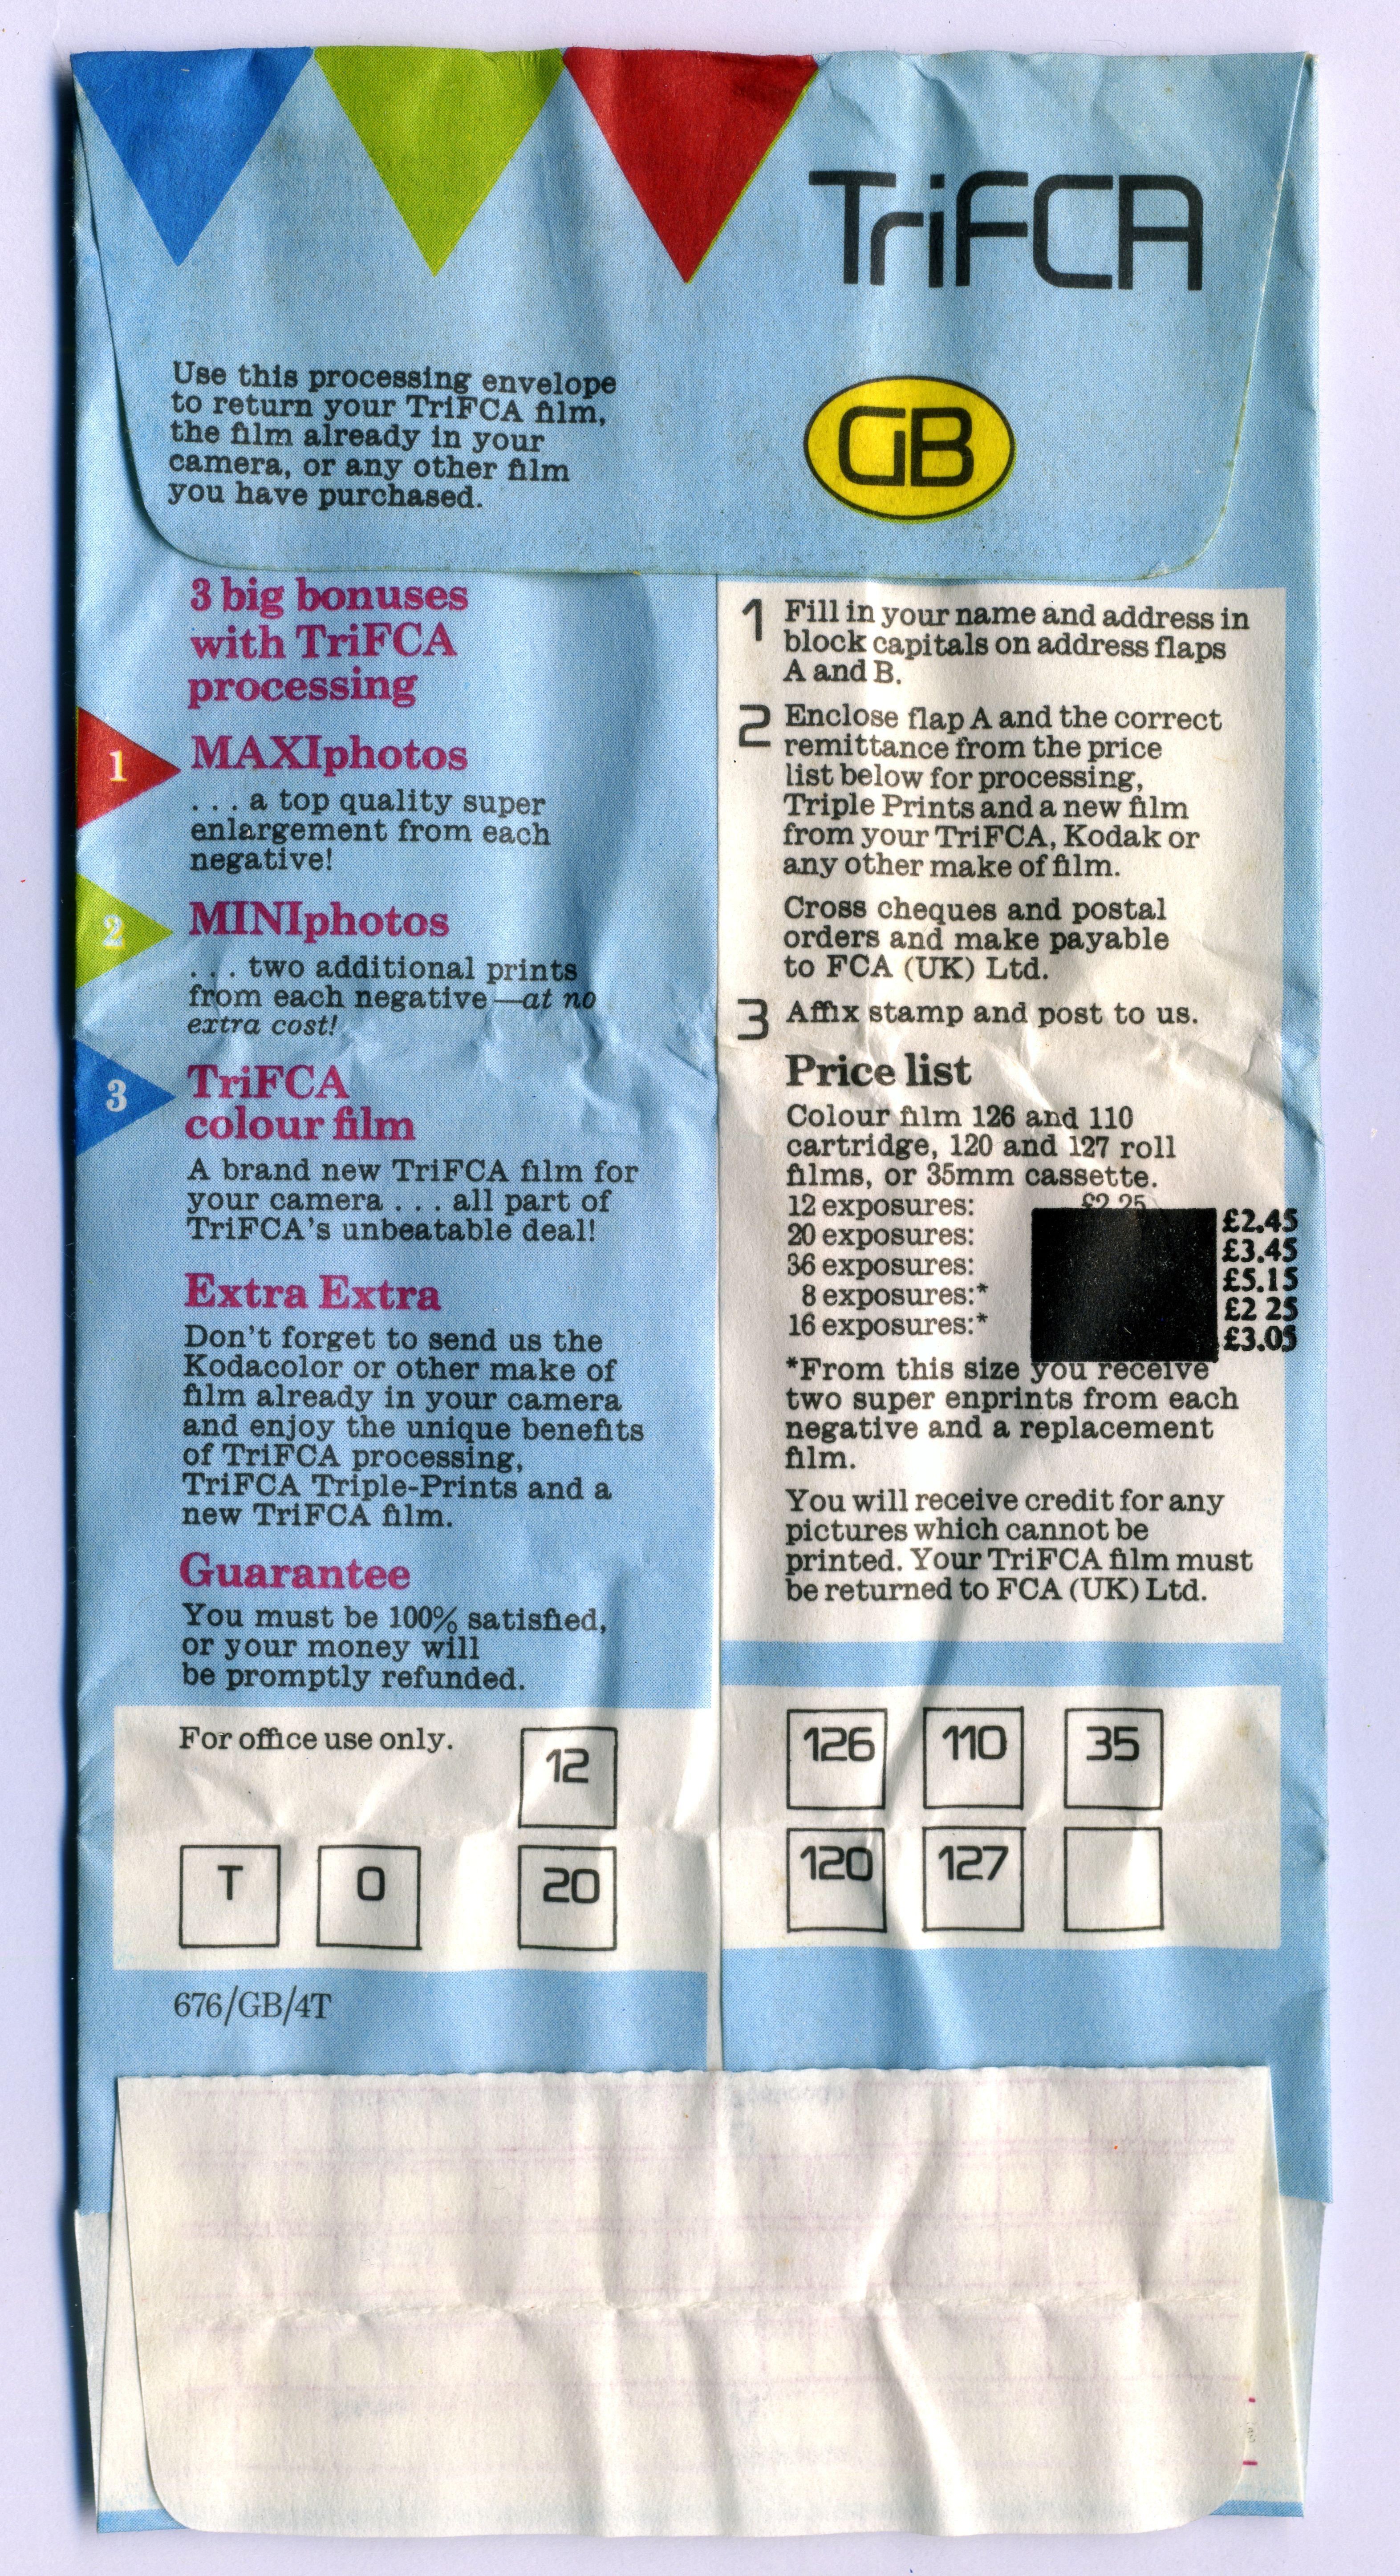 TriFCA
Use this processing envelope
to return your TriFCA film,
the film already in your
camera, or any other film
you have purchased.
GB
3 big bonuses
with TriFCA
processing
1
MAXIphotos
. . . a top quality super
enlargement from each
negative!
2
MINIphotos
. . . two additional prints
from each negative—at no
extra cost!
3
TriFCA
colour film
A brand new TriFCA film for
your camera . . . all part of
TriFCA's unbeatable deal!
Extra Extra
Don't forget to send us the
Kodacolor or other make of
film already in your camera
and enjoy the unique benefits
of TriFCA processing,
TriFCA Triple-Prints and a
new TriFCA film.
Guarantee
You must be 100% satisfied,
or your money will
be promptly refunded.
1 Fill in your name and address in
block capitals on address flaps
A and B.
2 Enclose flap A and the correct
remittance from the price
list below for processing,
Triple Prints and a new film
from your TriFCA, Kodak or
any other make of film.
Cross cheques and postal
orders and make payable
to FCA (UK) Ltd.
3 Affix stamp and post to us.
Price list
Colour film 126 and 110
cartridge, 120 and 127 roll
films, or 35mm cassette.
12 exposures: £2.25 £2.45
20 exposures: £3.45
36 exposures: £5.15
8 exposures:* £2 25
16 exposures:* £3.05
*From this size you receive
two super enprints from each
negative and a replacement
film.
You will receive credit for any
pictures which cannot be
printed. Your TriFCA film must
be returned to FCA (UK) Ltd.
For office use only.
12
T O 20
126 110 35
120 127
676/GB/4T